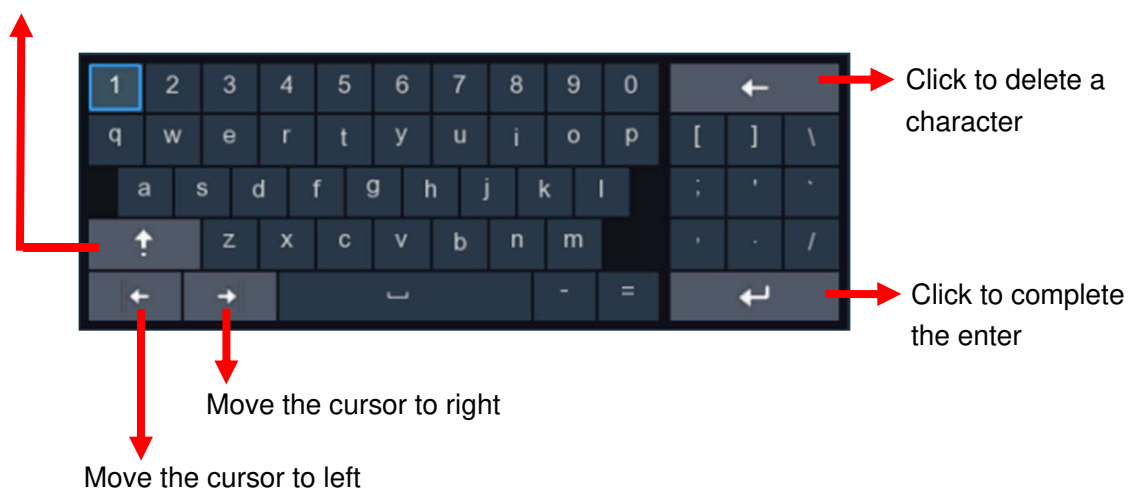 1 2 3 4 5 6 7 8 9 0
Click to delete a
character
q w e r t y u i o p [ ] \
a s d f g h j k l ; ' `
z x c v b n m , . /
- =
Click to complete
the enter
Move the cursor to right
Move the cursor to left